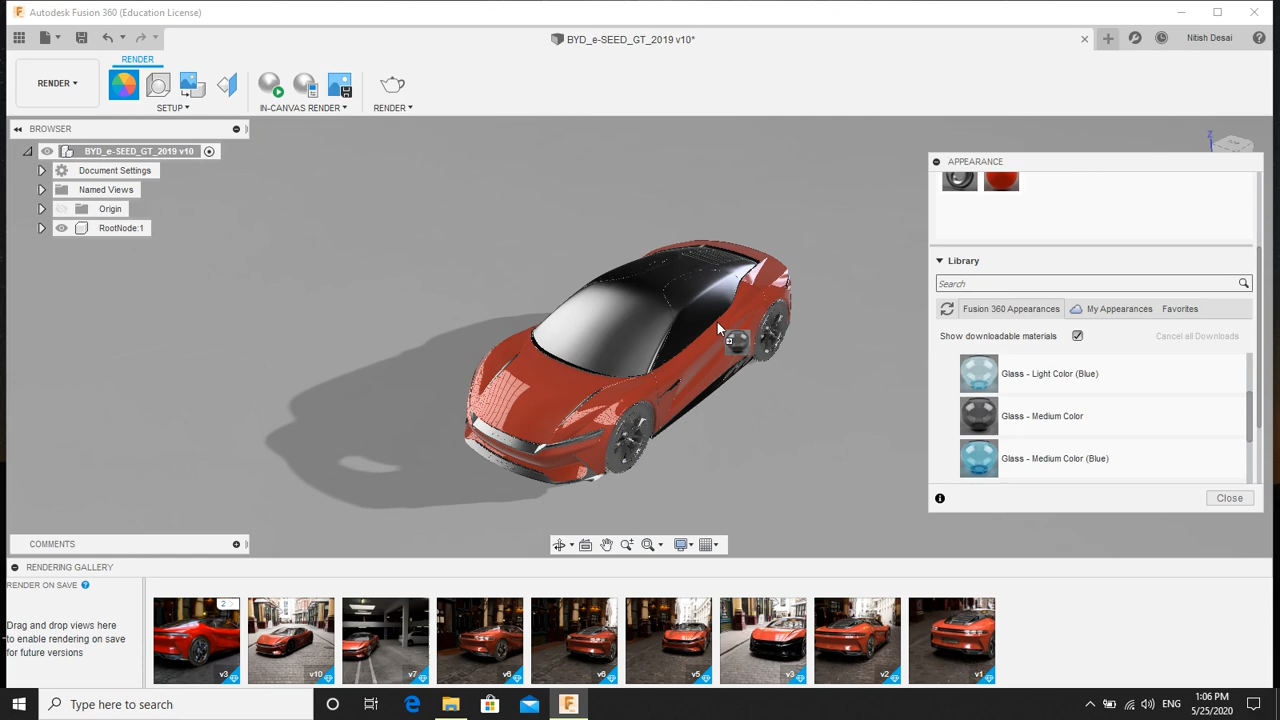 Autodesk Fusion 360 (Education License)
BYD_e-SEED_GT_2019 v10*
Nitish Desai
RENDER
RENDER
SETUP
IN-CANVAS RENDER
RENDER
BROWSER
BYD_e-SEED_GT_2019 v10
Document Settings
Named Views
Origin
RootNode:1
Z
APPEARANCE
Library
Search
Fusion 360 Appearances
My Appearances
Favorites
Show downloadable materials
Cancel all Downloads
Glass - Light Color (Blue)
Glass - Medium Color
Glass - Medium Color (Blue)
Close
COMMENTS
RENDERING GALLERY
RENDER ON SAVE
Drag and drop views here
to enable rendering on save
for future versions
2
v3
v10
v7
v6
v6
v5
v3
v2
v1
Type here to search
ENG
1:06 PM
5/25/2020